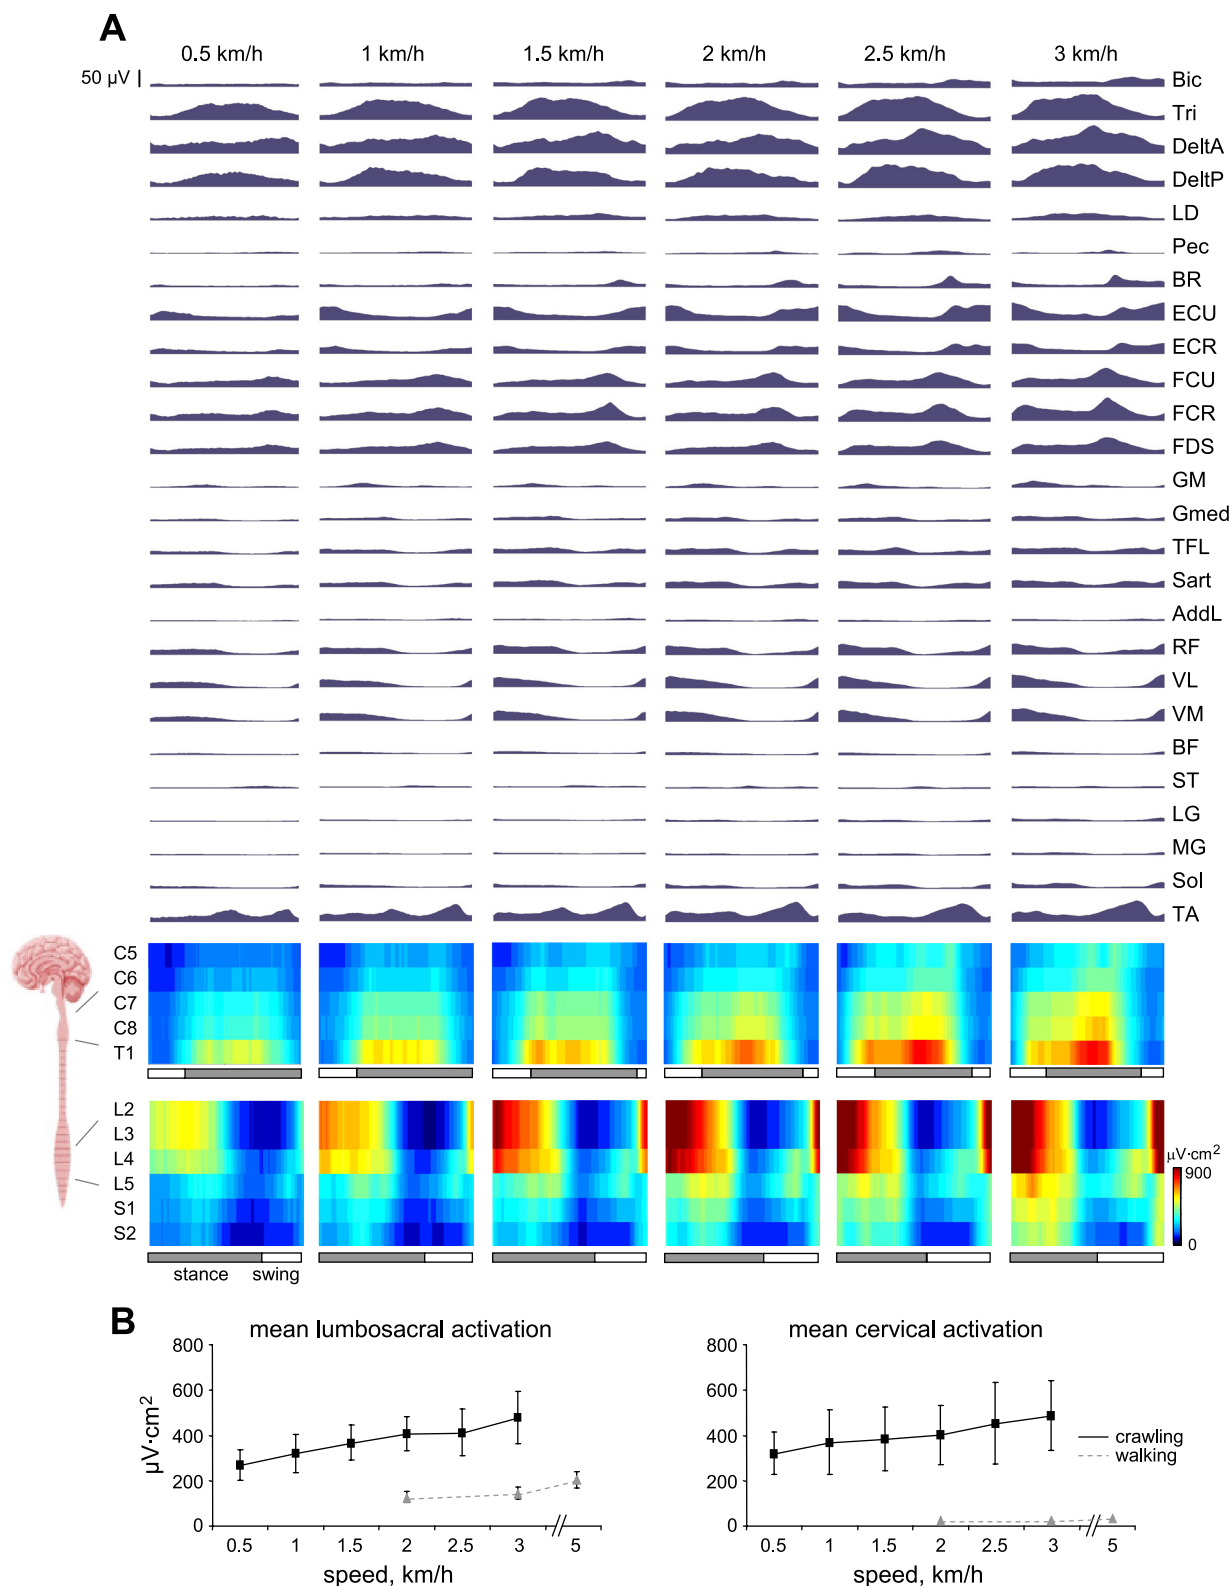 A
0.5 km/h 1 km/h 1.5 km/h 2 km/h 2.5 km/h 3 km/h
50 µV
Bic
Tri
DeltA
DeltP
LD
Pec
BR
ECU
ECR
FCU
FCR
FDS
GM
Gmed
TFL
Sart
AddL
RF
VL
VM
BF
ST
LG
MG
Sol
TA
C5
C6
C7
C8
T1
L2
L3
L4
L5
S1
S2
µV·cm²
900
0
stance swing
B
mean lumbosacral activation
800
600
400
200
0
µV·cm²
0.5 1 1.5 2 2.5 3 5
speed, km/h
mean cervical activation
800
600
400
200
0
0.5 1 1.5 2 2.5 3 5
speed, km/h
crawling
walking